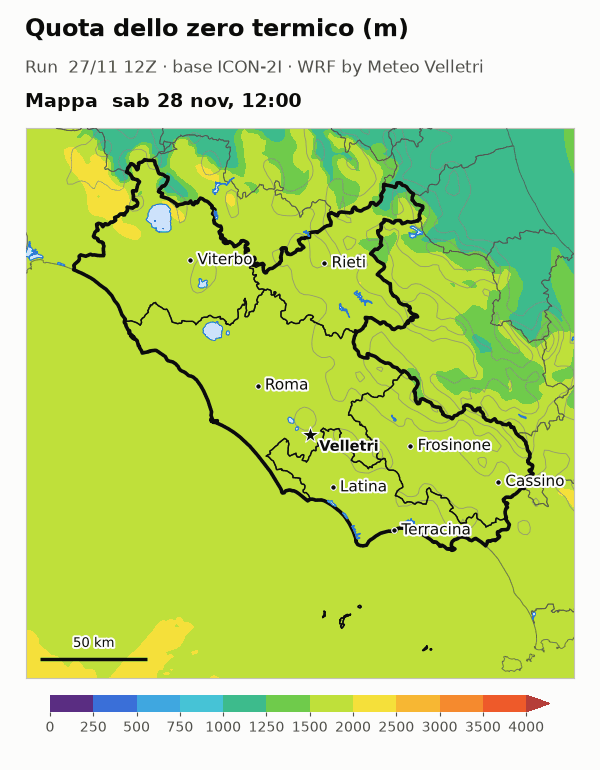 Quota dello zero termico (m)
Run  27/11 12Z · base ICON-2I · WRF by Meteo Velletri
Mappa  sab 28 nov, 12:00
Viterbo
Rieti
Roma
Velletri
Frosinone
Cassino
Latina
Terracina
50 km
0 250 500 750 1000 1250 1500 2000 2500 3000 3500 4000